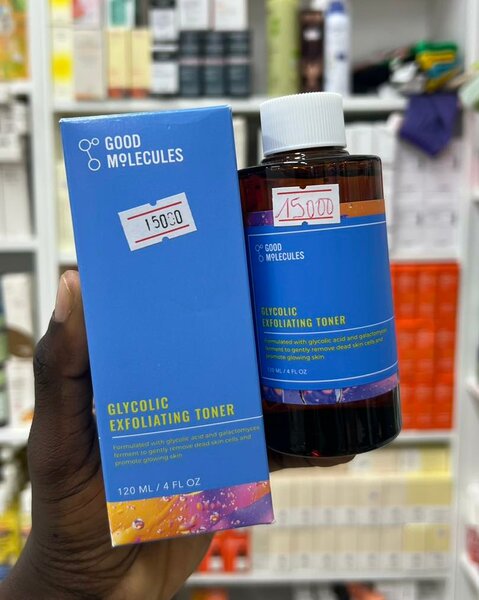 GOOD
MOLECULES
15000
GLYCOLIC
EXFOLIATING TONER
Formulated with glycolic acid and galactomyces
ferment to gently remove dead skin cells and
promote glowing skin
120 ML / 4 FL OZ
15000
GOOD
MOLECULES
GLYCOLIC
EXFOLIATING TONER
Formulated with glycolic acid and galactomyces
ferment to gently remove dead skin cells and
promote glowing skin
120 ML / 4 FL OZ